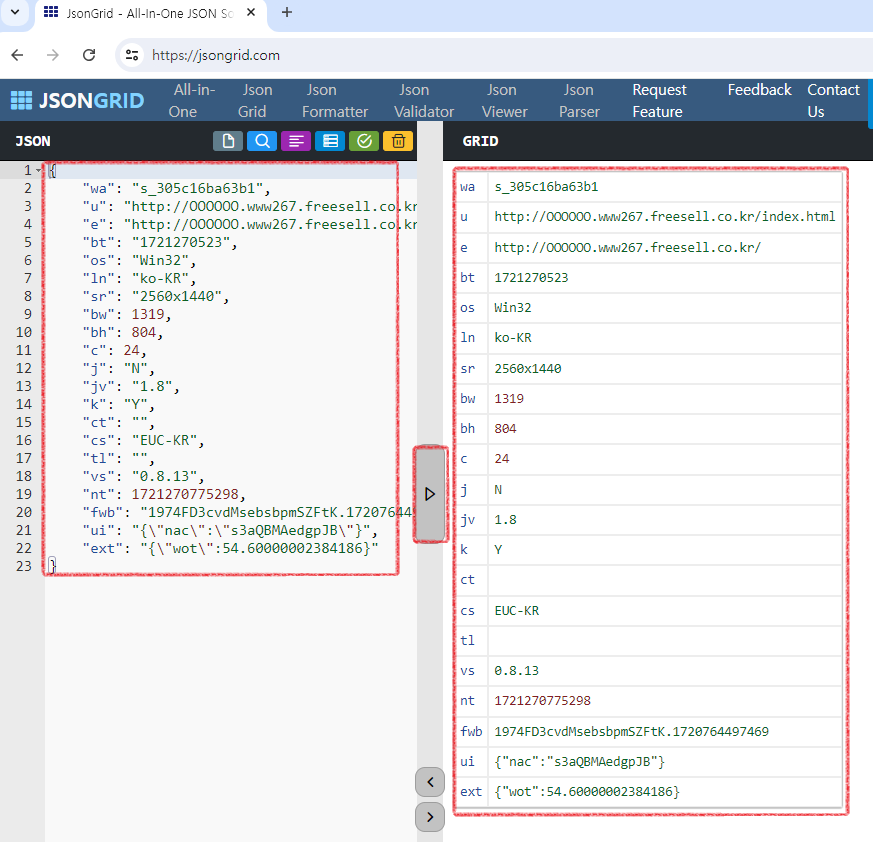 JsonGrid - All-In-One JSON Sc
https://jsongrid.com
JSONGRID
All-in-One
Json Grid
Json Formatter
Json Validator
Json Viewer
Json Parser
Request Feature
Feedback
Contact Us
JSON
1 {
2 "wa": "s_305c16ba63b1",
3 "u": "http://OOOOOO.www267.freesell.co.kr
4 "e": "http://OOOOOO.www267.freesell.co.kr
5 "bt": "1721270523",
6 "os": "Win32",
7 "ln": "ko-KR",
8 "sr": "2560x1440",
9 "bw": 1319,
10 "bh": 804,
11 "c": 24,
12 "j": "N",
13 "jv": "1.8",
14 "k": "Y",
15 "ct": "",
16 "cs": "EUC-KR",
17 "tl": "",
18 "vs": "0.8.13",
19 "nt": 1721270775298,
20 "fwb": "1974FD3cvdMsebsbpmSZFtK.17207644
21 "ui": "{\"nac\":\"s3aQBMAedgpJB\"}",
22 "ext": "{\"wot\":54.60000002384186}"
23 }
GRID
wa s_305c16ba63b1
u http://OOOOOO.www267.freesell.co.kr/index.html
e http://OOOOOO.www267.freesell.co.kr/
bt 1721270523
os Win32
ln ko-KR
sr 2560x1440
bw 1319
bh 804
c 24
j N
jv 1.8
k Y
ct
cs EUC-KR
tl
vs 0.8.13
nt 1721270775298
fwb 1974FD3cvdMsebsbpmSZFtK.1720764497469
ui {"nac":"s3aQBMAedgpJB"}
ext {"wot":54.60000002384186}